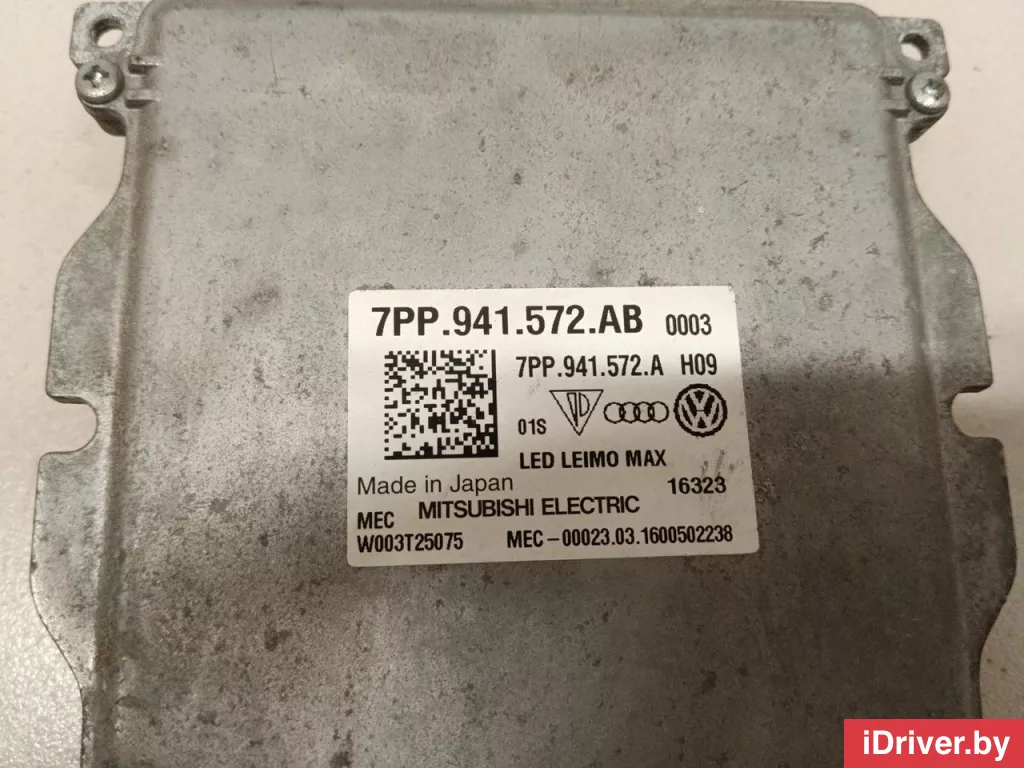 7PP.941.572.AB 0003
7PP.941.572.A H09
01S
LED LEIMO MAX
Made in Japan 16323
MEC MITSUBISHI ELECTRIC
W003T25075 MEC-00023.03.1600502238
iDriver.by